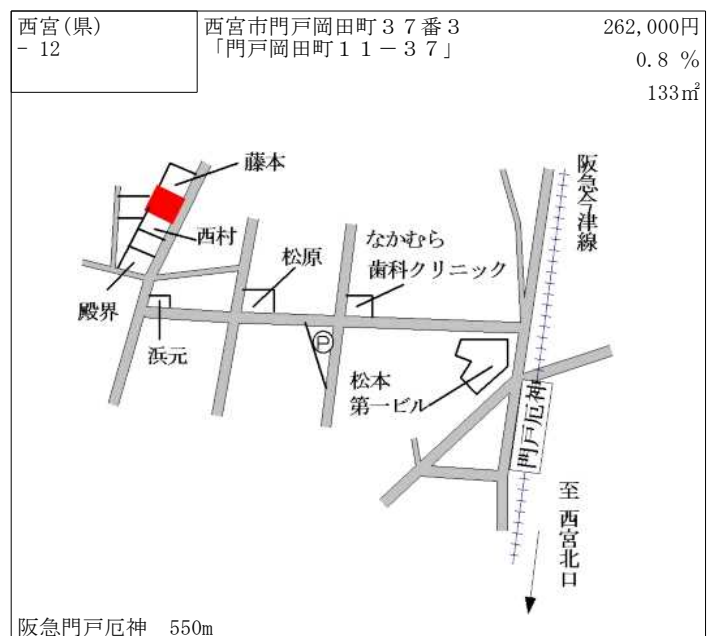 西宮(県)
- 12
西宮市門戸岡田町３７番３
「門戸岡田町１１－３７」
262,000円
0.8 %
133㎡
藤本
西村
殿界
浜元
松原
なかむら
歯科クリニック
Ⓟ
松本
第一ビル
阪急今津線
門戸厄神
至 西宮北口
阪急門戸厄神　550m